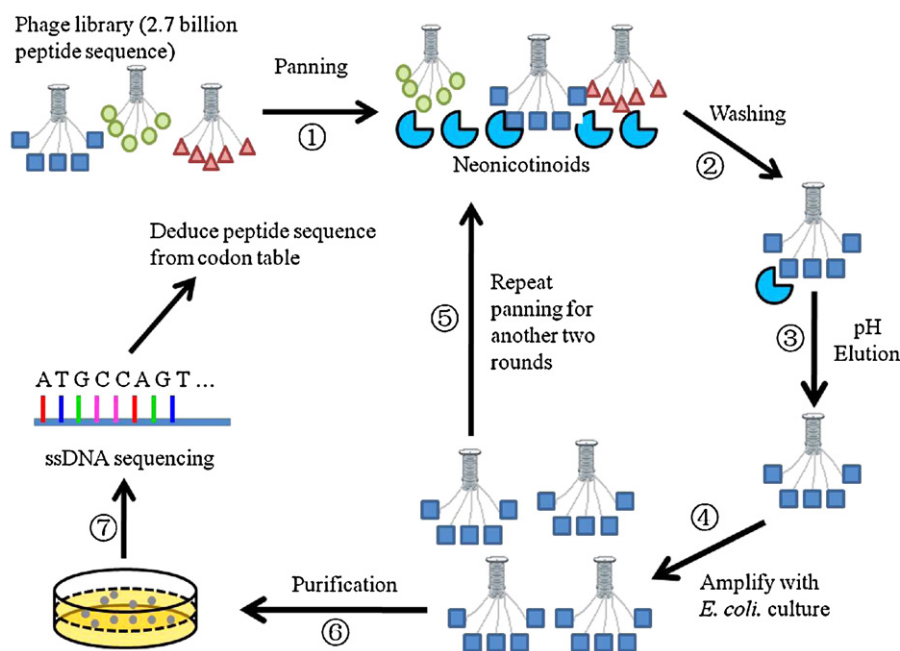 Phage library (2.7 billion
peptide sequence)
Panning
①
Neonicotinoids
Washing
②
③
pH
Elution
④
Amplify with
E. coli. culture
⑤
Repeat
panning for
another two
rounds
Purification
⑥
⑦
ssDNA sequencing
A T G C C A G T ...
Deduce peptide sequence
from codon table